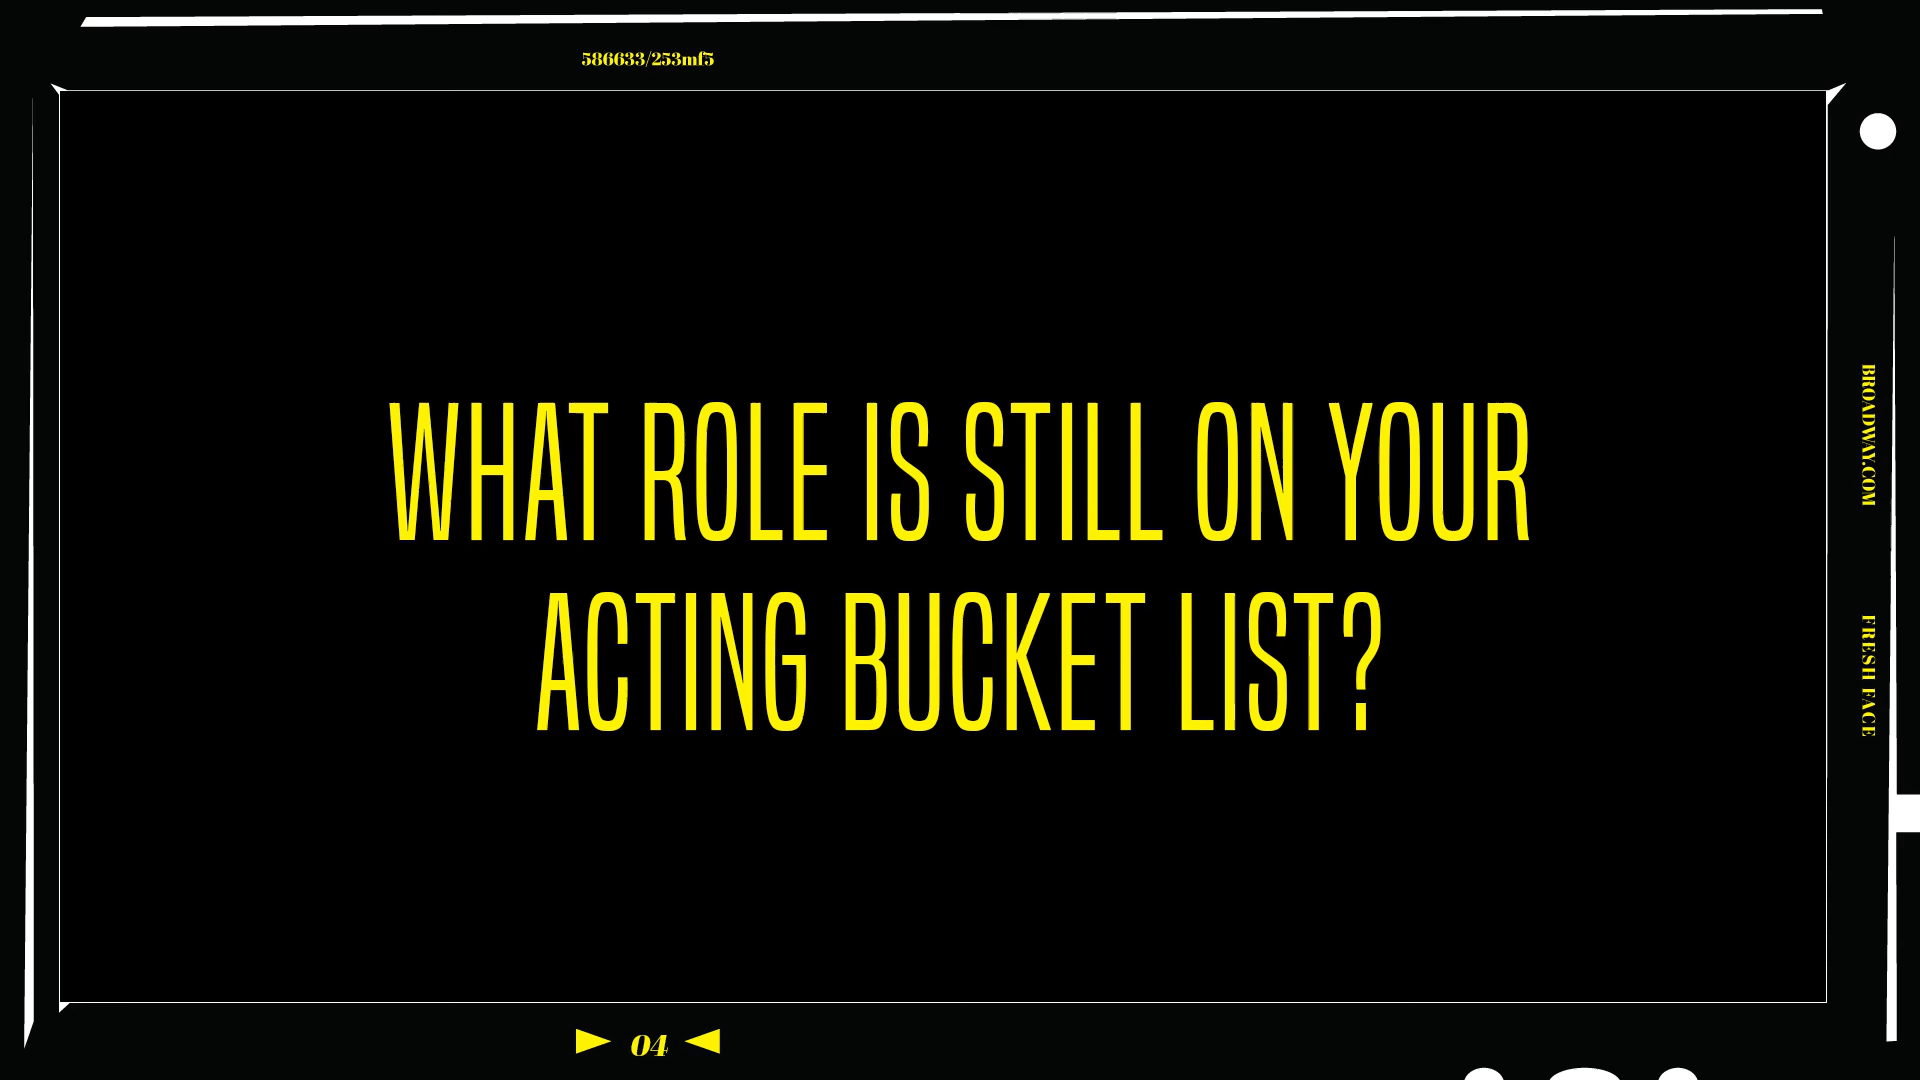 586633/253mf5
WHAT ROLE IS STILL ON YOUR
ACTING BUCKET LIST?
BROADWAY.COM
FRESH FACE
04